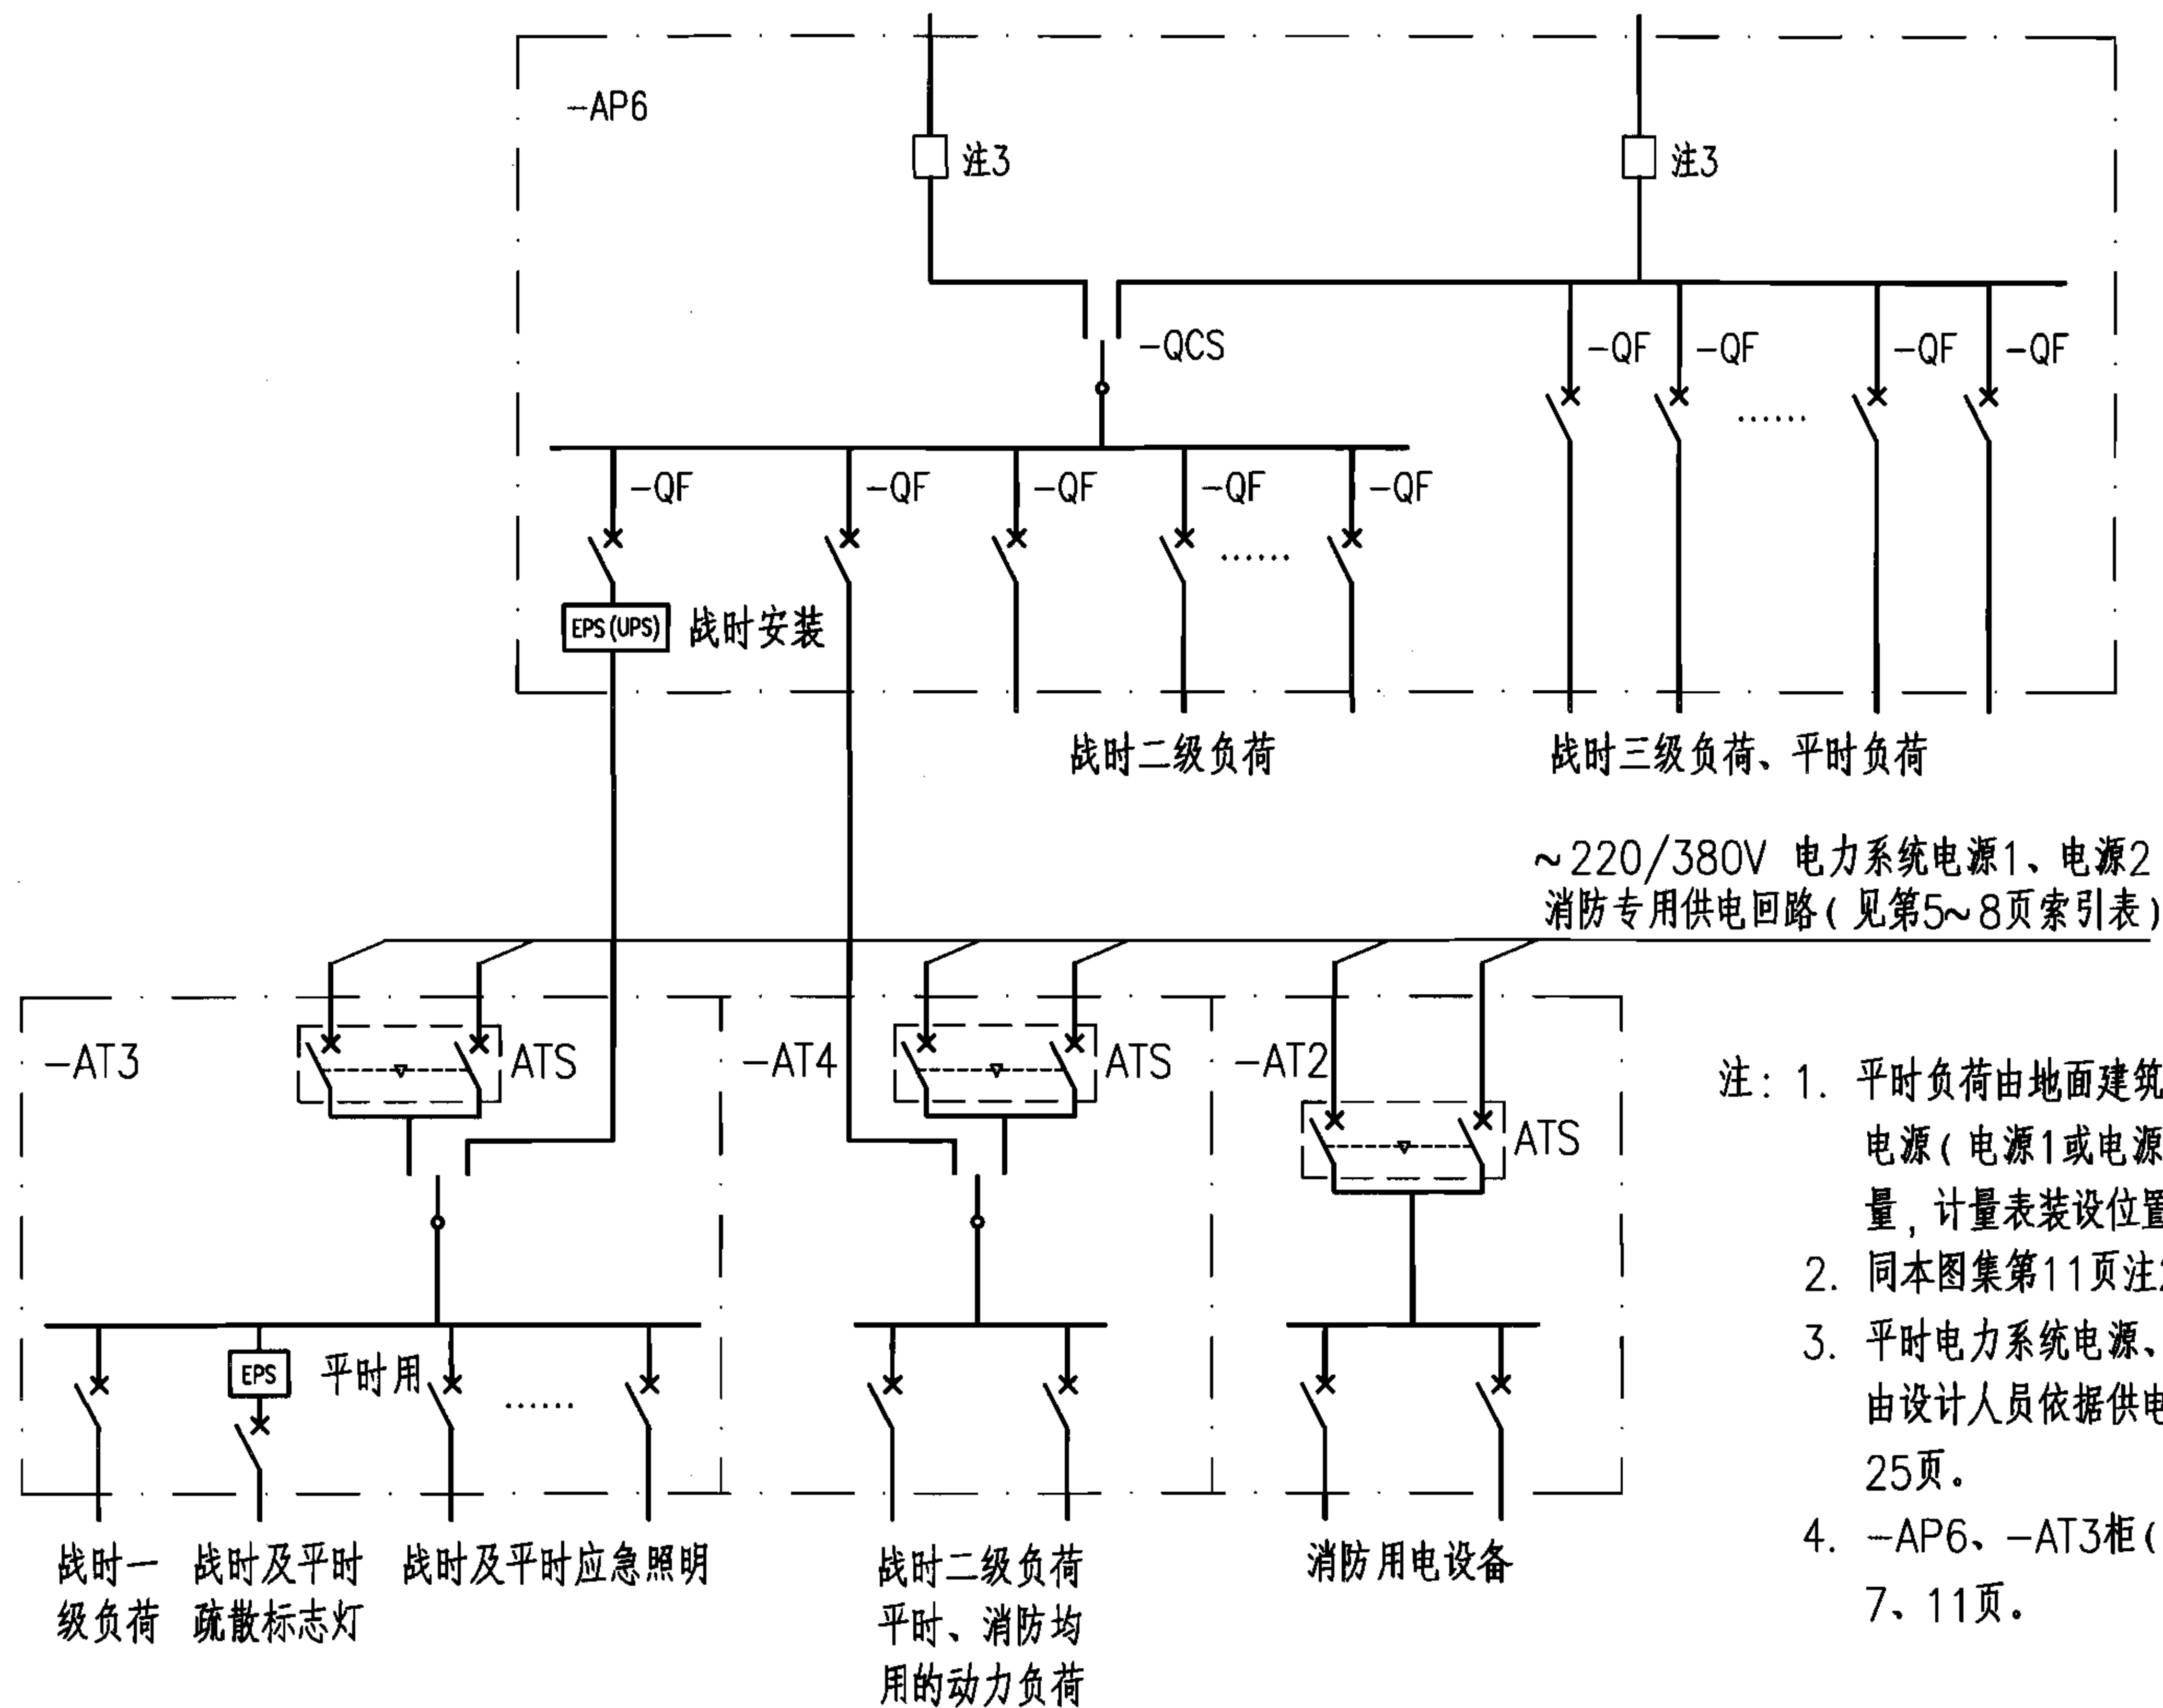 -AP6
注3
注3
-QCS
-QF
-QF
-QF
-QF
-QF
-QF
-QF
-QF
-QF
EPS(UPS)
战时安装
战时二级负荷
战时三级负荷、平时负荷
~220/380V 电力系统电源1、电源2
消防专用供电回路(见第5~8页索引表)
-AT3
ATS
-AT4
ATS
-AT2
ATS
EPS
平时用
战时一
级负荷
战时及平时
疏散标志灯
战时及平时应急照明
战时二级负荷
平时、消防均
用的动力负荷
消防用电设备
注: 1. 平时负荷由地面建筑
电源(电源1或电源
量, 计量表装设位置
2. 同本图集第11页注
3. 平时电力系统电源、
由设计人员依据供电
25页。
4. -AP6、-AT3柜(
7、11页。